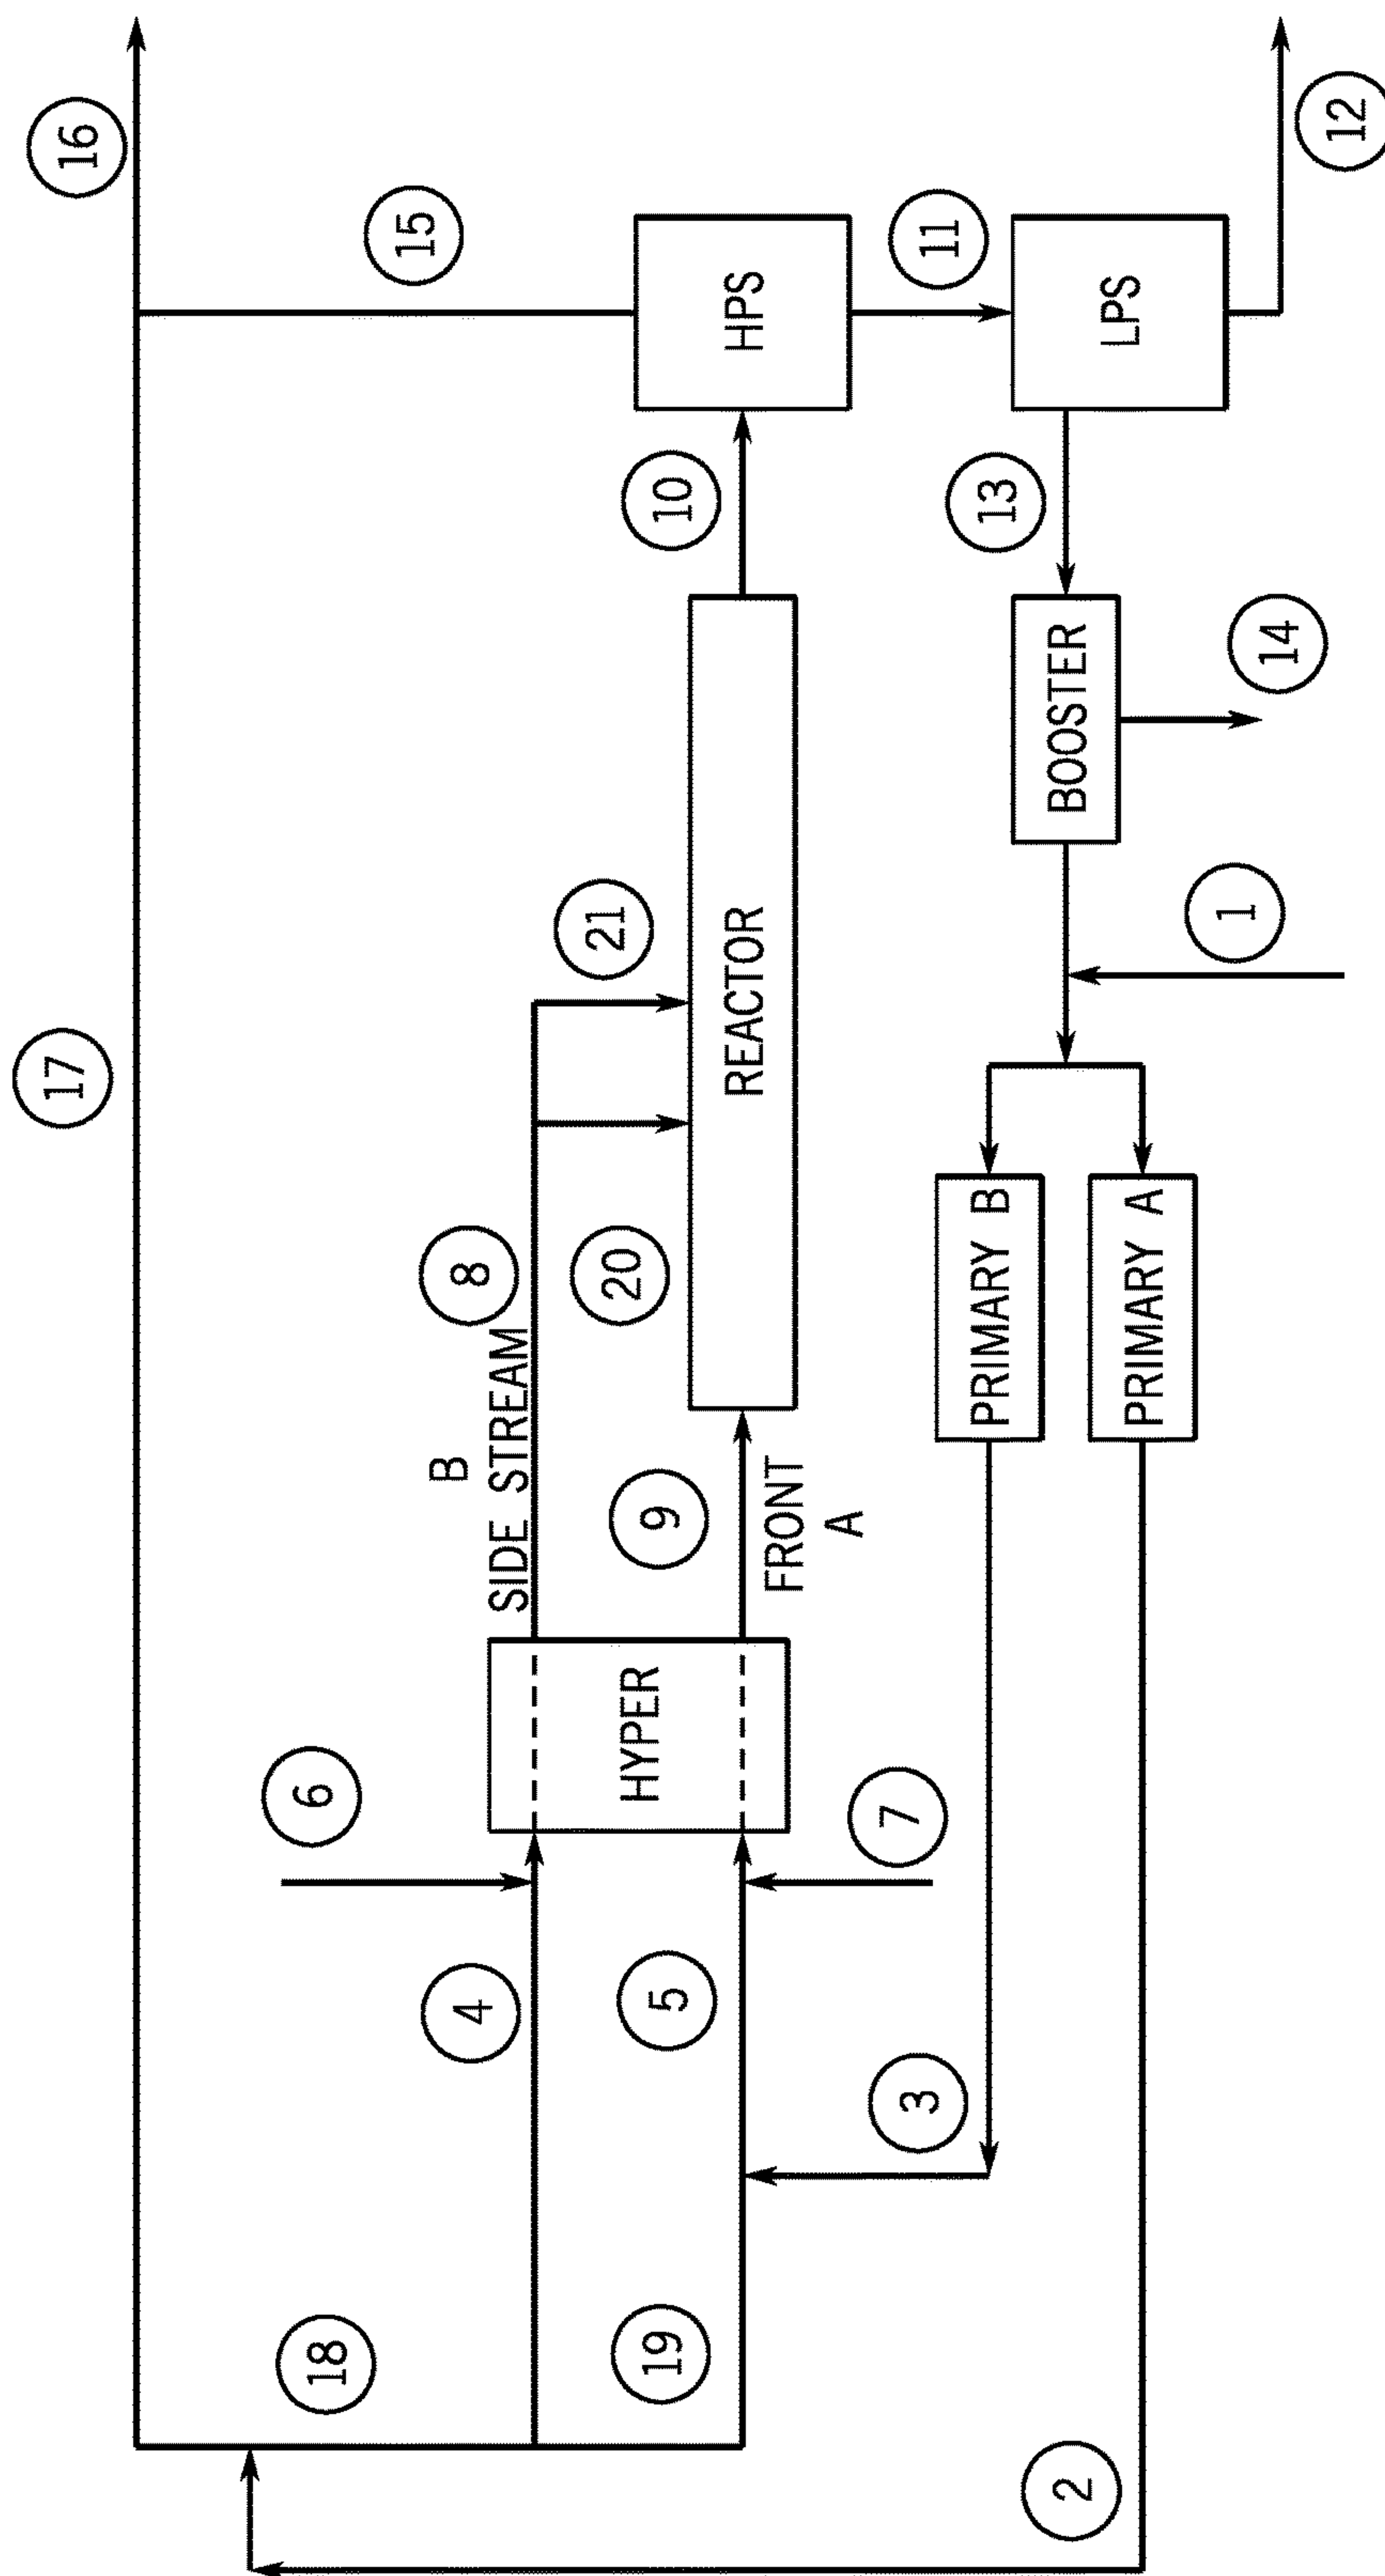 17
16
18
6
B
8
15
SIDE STREAM
4
20
21
19
5
9
10
HYPER
REACTOR
HPS
FRONT
A
3
7
11
13
PRIMARY B
BOOSTER
LPS
2
PRIMARY A
1
14
12